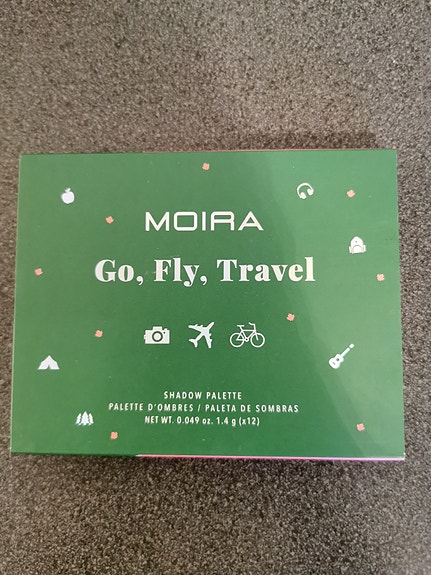 MOIRA
Go, Fly, Travel
SHADOW PALETTE
PALETTE D'OMBRES / PALETA DE SOMBRAS
NET WT. 0.049 oz. 1.4 g (x12)